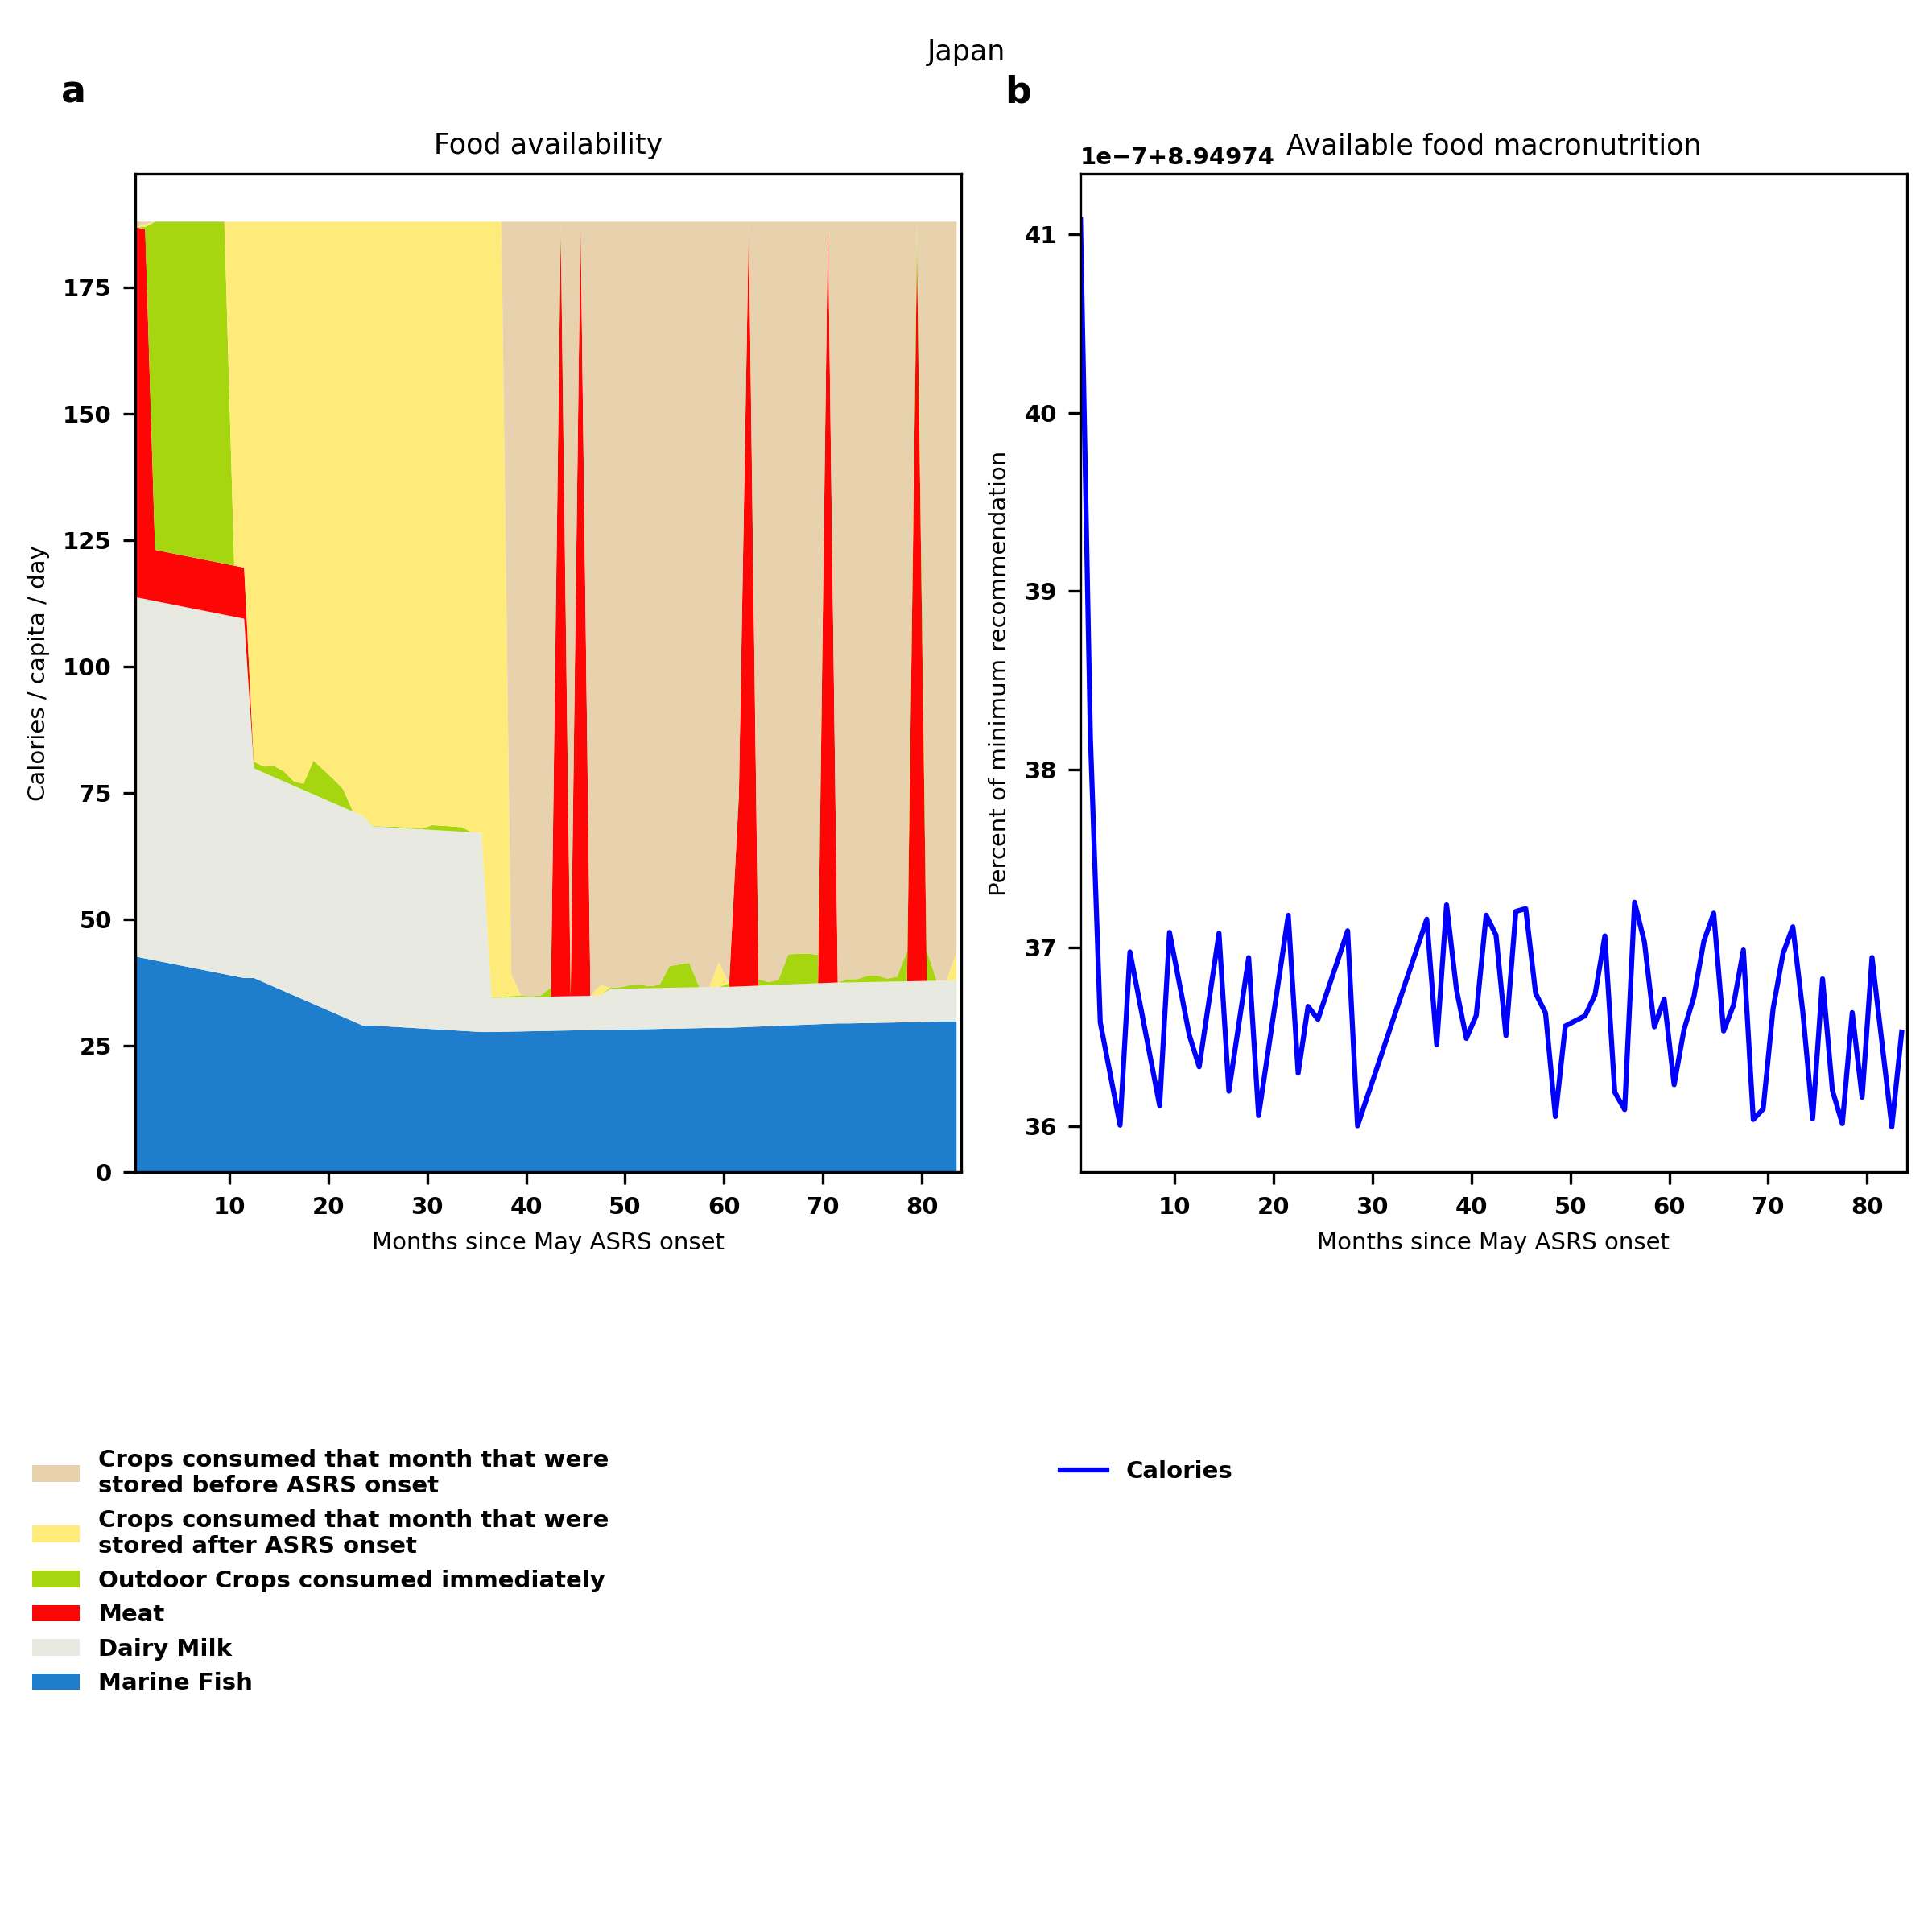 Japan
a
b
Food availability
1e−7+8.94974
Available food macronutrition
Calories / capita / day
175
150
125
100
75
50
25
0
10 20 30 40 50 60 70 80
Months since May ASRS onset
Percent of minimum recommendation
41
40
39
38
37
36
10 20 30 40 50 60 70 80
Months since May ASRS onset
Crops consumed that month that were
stored before ASRS onset
Crops consumed that month that were
stored after ASRS onset
Outdoor Crops consumed immediately
Meat
Dairy Milk
Marine Fish
Calories